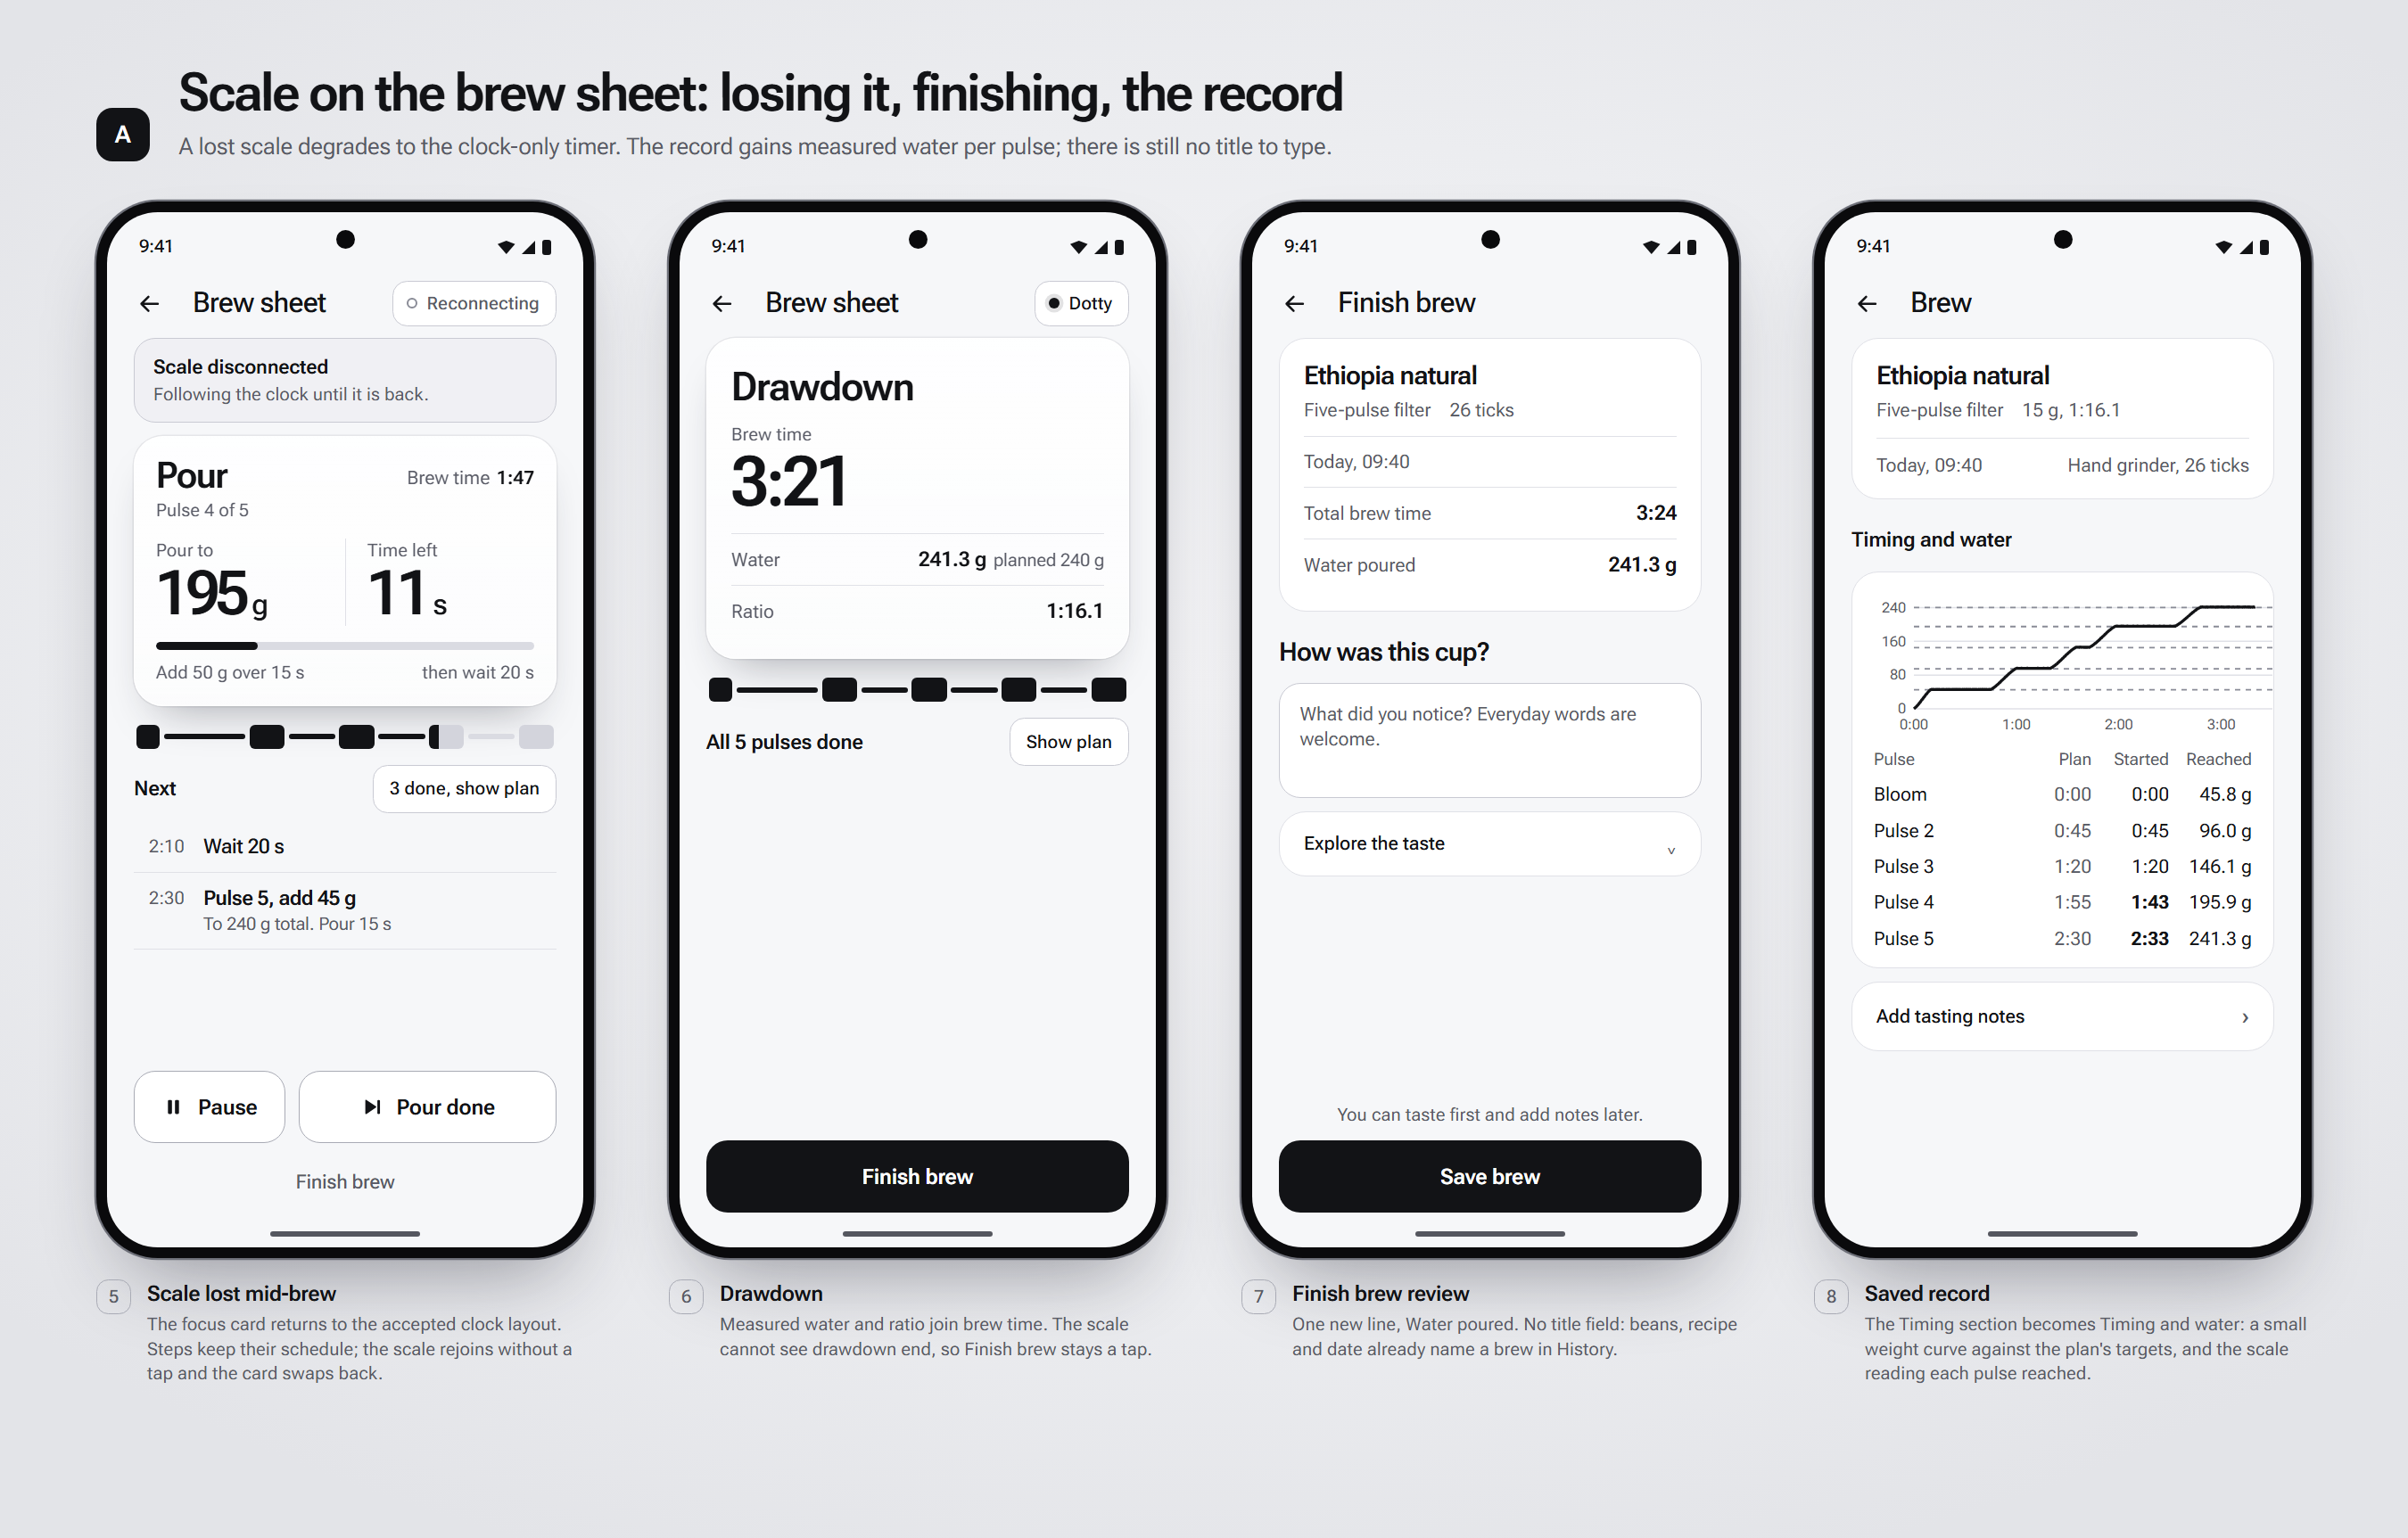 A
Scale on the brew sheet: losing it, finishing, the record
A lost scale degrades to the clock-only timer. The record gains measured water per pulse; there is still no title to type.
9:41
Brew sheet
Reconnecting
Scale disconnected
Following the clock until it is back.
Pour
Brew time 1:47
Pulse 4 of 5
Pour to
Time left
195 g
11 s
Add 50 g over 15 s
then wait 20 s
Next
3 done, show plan
2:10 Wait 20 s
2:30 Pulse 5, add 45 g
To 240 g total. Pour 15 s
Pause
Pour done
Finish brew
5
Scale lost mid-brew
The focus card returns to the accepted clock layout.
Steps keep their schedule; the scale rejoins without a
tap and the card swaps back.
9:41
Brew sheet
Dotty
Drawdown
Brew time
3:21
Water 241.3 g planned 240 g
Ratio 1:16.1
All 5 pulses done
Show plan
Finish brew
6
Drawdown
Measured water and ratio join brew time. The scale
cannot see drawdown end, so Finish brew stays a tap.
9:41
Finish brew
Ethiopia natural
Five-pulse filter 26 ticks
Today, 09:40
Total brew time 3:24
Water poured 241.3 g
How was this cup?
What did you notice? Everyday words are
welcome.
Explore the taste
You can taste first and add notes later.
Save brew
7
Finish brew review
One new line, Water poured. No title field: beans, recipe
and date already name a brew in History.
9:41
Brew
Ethiopia natural
Five-pulse filter 15 g, 1:16.1
Today, 09:40 Hand grinder, 26 ticks
Timing and water
240
160
80
0
0:00 1:00 2:00 3:00
Pulse Plan Started Reached
Bloom 0:00 0:00 45.8 g
Pulse 2 0:45 0:45 96.0 g
Pulse 3 1:20 1:20 146.1 g
Pulse 4 1:55 1:43 195.9 g
Pulse 5 2:30 2:33 241.3 g
Add tasting notes
8
Saved record
The Timing section becomes Timing and water: a small
weight curve against the plan's targets, and the scale
reading each pulse reached.